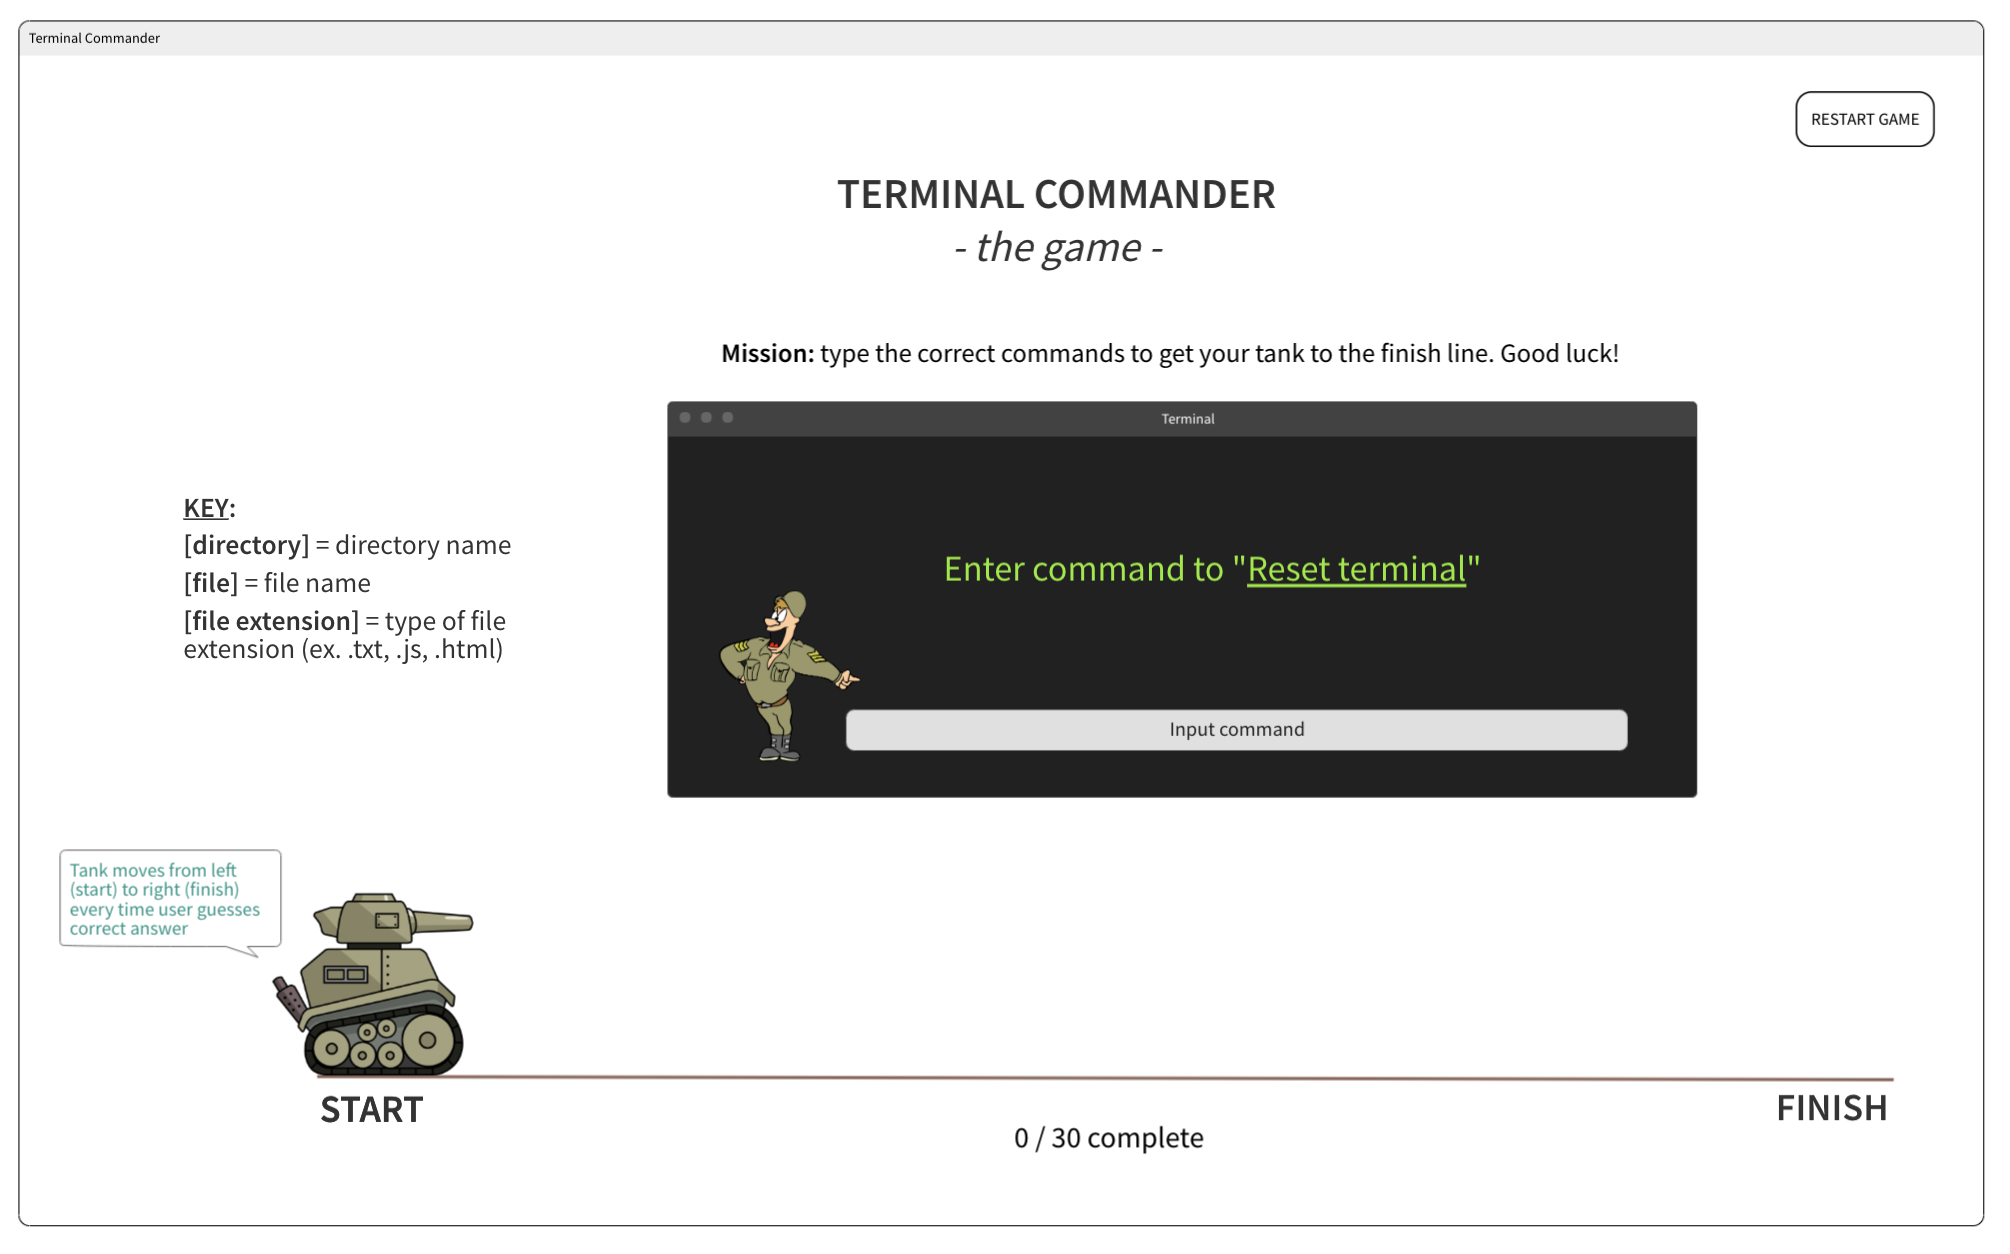 Terminal Commander
RESTART GAME
TERMINAL COMMANDER
- the game -
Mission: type the correct commands to get your tank to the finish line. Good luck!
Terminal
KEY:
[directory] = directory name
[file] = file name
[file extension] = type of file
extension (ex. .txt, .js, .html)
Enter command to "Reset terminal"
Input command
Tank moves from left
(start) to right (finish)
every time user guesses
correct answer
START
FINISH
0 / 30 complete